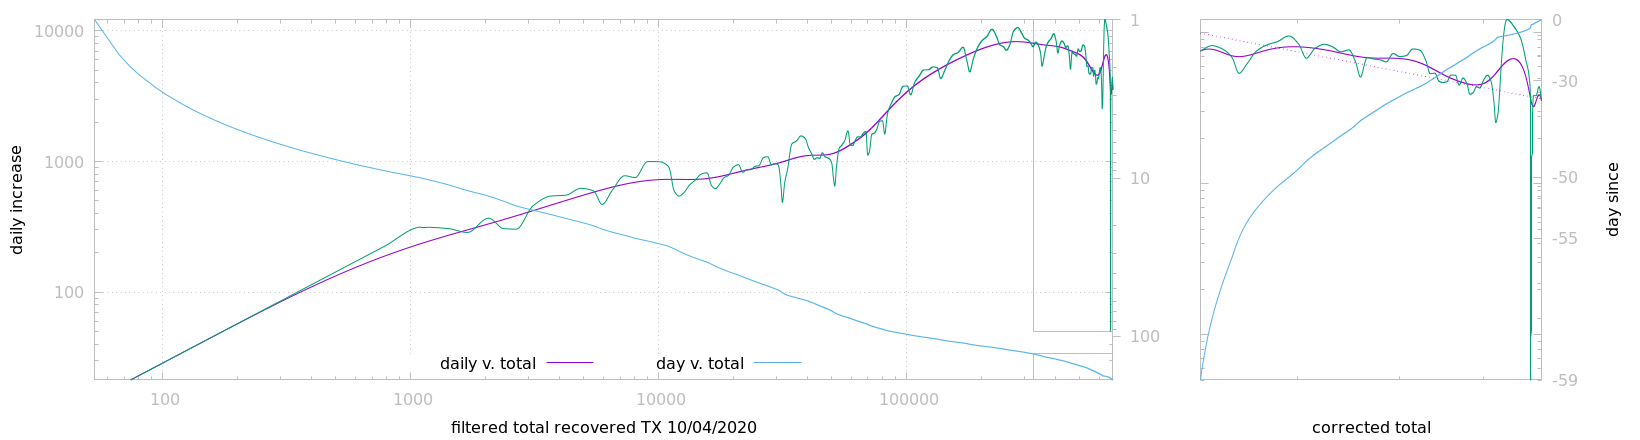 10000
1000
100
daily increase
100
1000
10000
100000
filtered total recovered TX 10/04/2020
daily v. total
day v. total
1
10
100
0
-30
-50
-55
-59
day since
corrected total